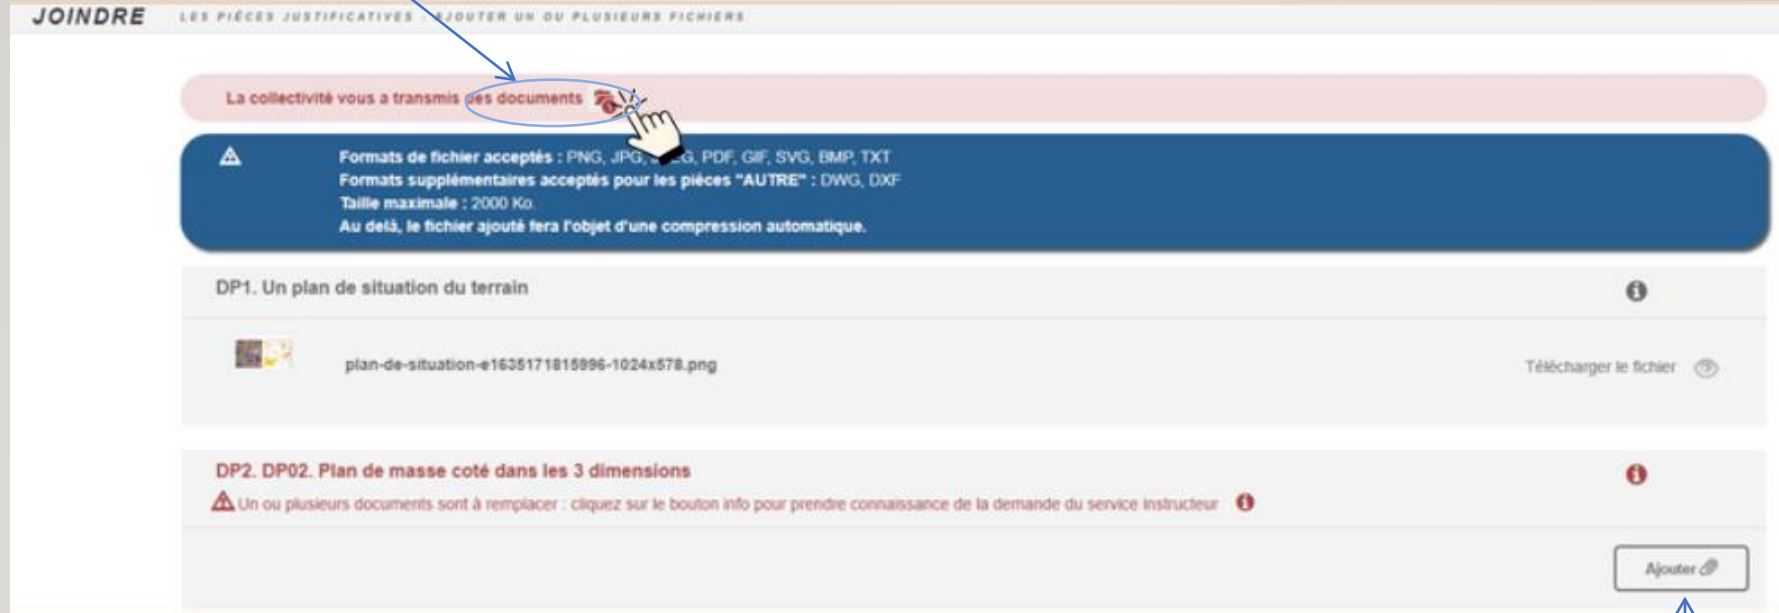 JOINDRE LES PIÈCES JUSTIFICATIVES : AJOUTER UN OU PLUSIEURS FICHIERS
La collectivité vous a transmis des documents
Formats de fichier acceptés : PNG, JPG, JPEG, PDF, GIF, SVG, BMP, TXT
Formats supplémentaires acceptés pour les pièces "AUTRE" : DWG, DXF
Taille maximale : 2000 Ko.
Au delà, le fichier ajouté fera l'objet d'une compression automatique.
DP1. Un plan de situation du terrain
plan-de-situation-e1635171815996-1024x578.png
Télécharger le fichier
DP2. DP02. Plan de masse coté dans les 3 dimensions
Un ou plusieurs documents sont à remplacer : cliquez sur le bouton info pour prendre connaissance de la demande du service instructeur
Ajouter